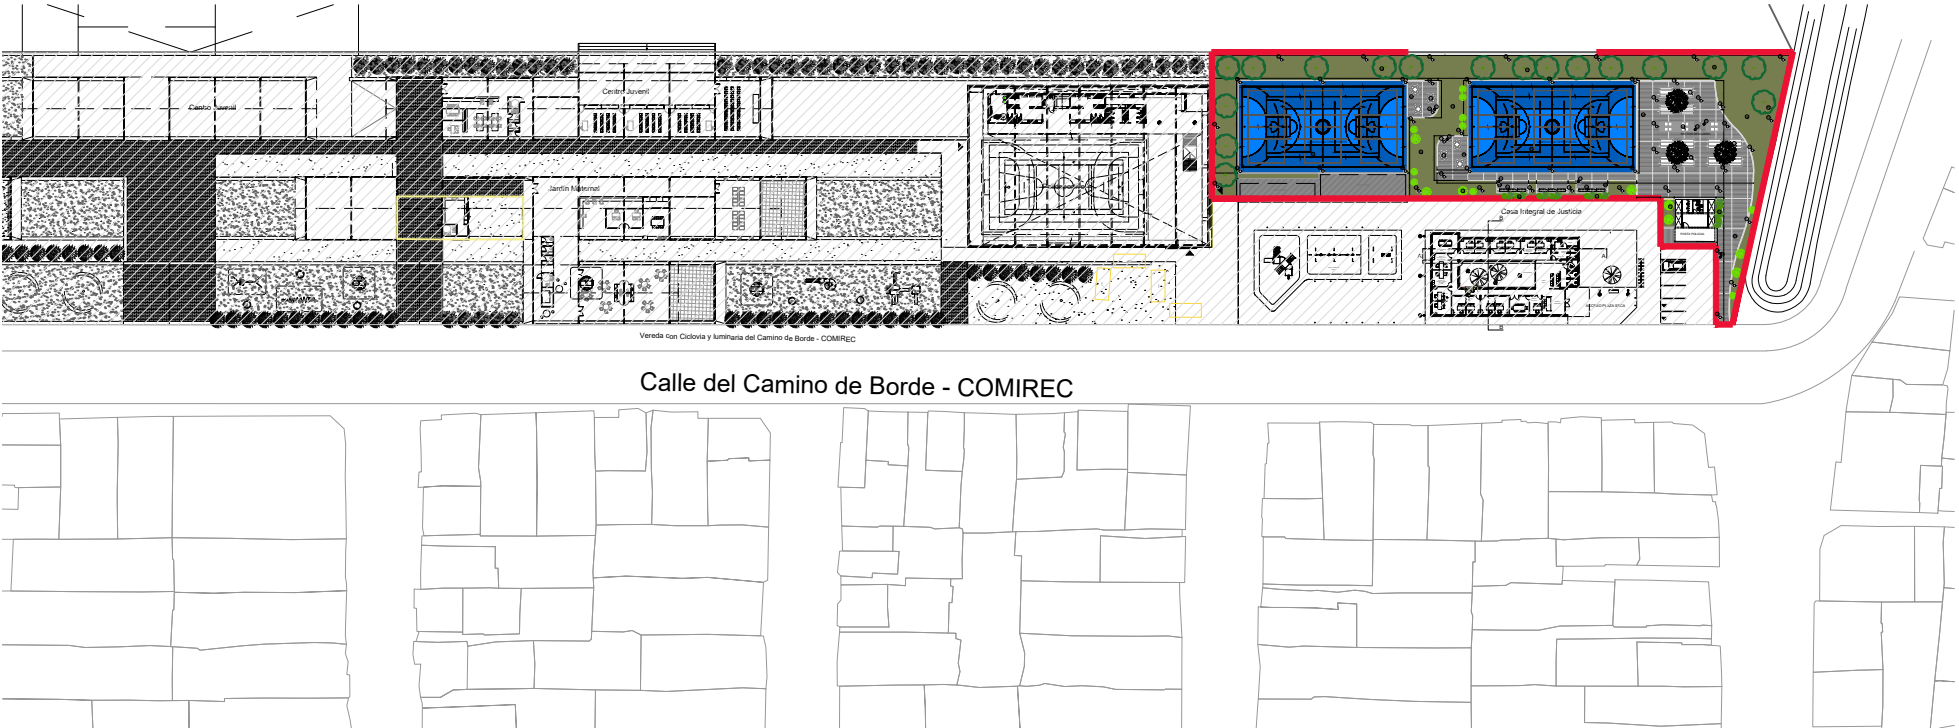 Centro Juvenil
Centro Juvenil
Jardín Maternal
Casa Integral de Justicia
Vereda con Ciclovia y luminaria del Camino de Borde - COMIREC
Calle del Camino de Borde - COMIREC